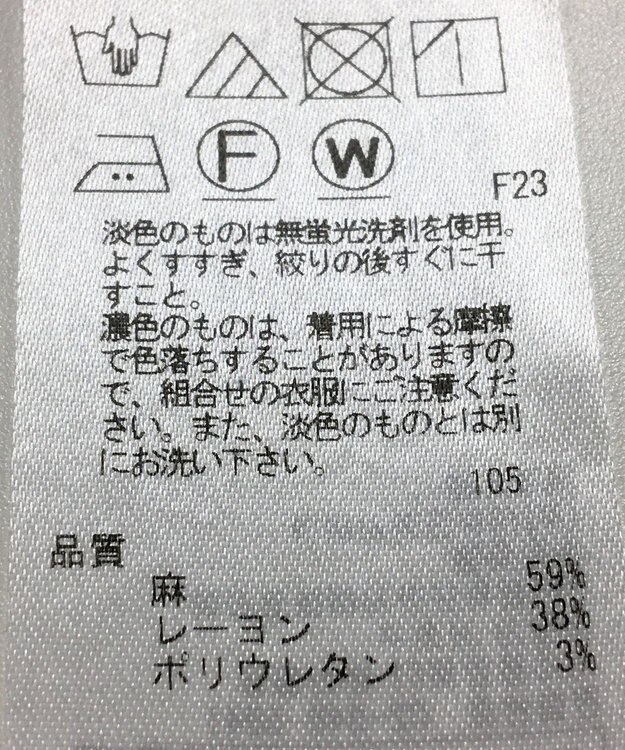 F W
F23
淡色のものは無蛍光洗剤を使用。
よくすすぎ、絞りの後すぐに干
すこと。
濃色のものは、着用による摩擦
で色落ちすることがありますの
で、組合せの衣服にご注意くだ
さい。また、淡色のものとは別
にお洗い下さい。
105
品質
麻 59%
レーヨン 38%
ポリウレタン 3%